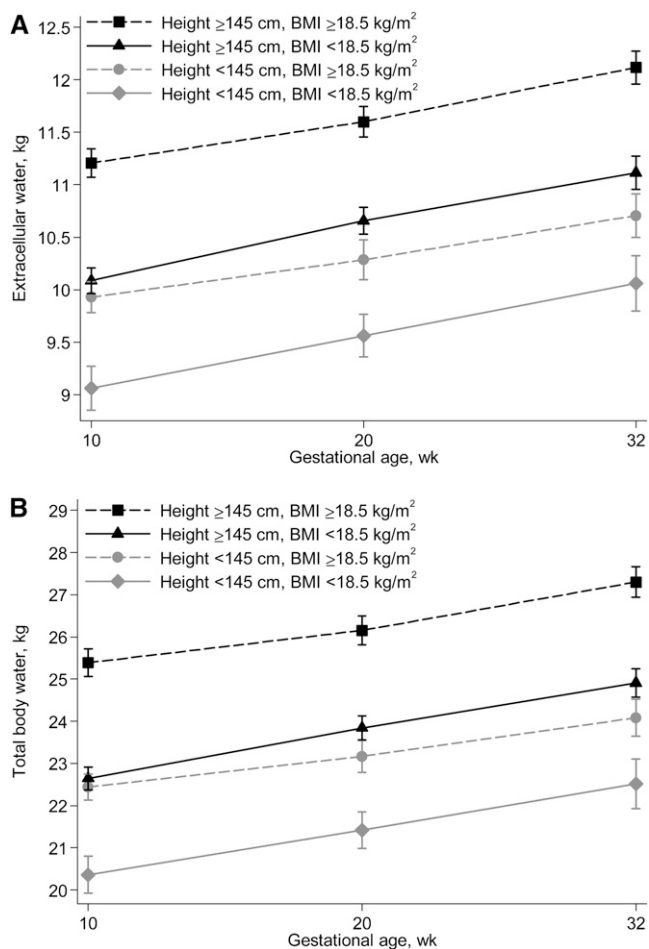 A
Height ≥145 cm, BMI ≥18.5 kg/m²
Height ≥145 cm, BMI <18.5 kg/m²
Height <145 cm, BMI ≥18.5 kg/m²
Height <145 cm, BMI <18.5 kg/m²
Extracellular water, kg
12.5
12
11.5
11
10.5
10
9.5
9
10 20 32
Gestational age, wk
B
Height ≥145 cm, BMI ≥18.5 kg/m²
Height ≥145 cm, BMI <18.5 kg/m²
Height <145 cm, BMI ≥18.5 kg/m²
Height <145 cm, BMI <18.5 kg/m²
Total body water, kg
29
28
27
26
25
24
23
22
21
20
10 20 32
Gestational age, wk